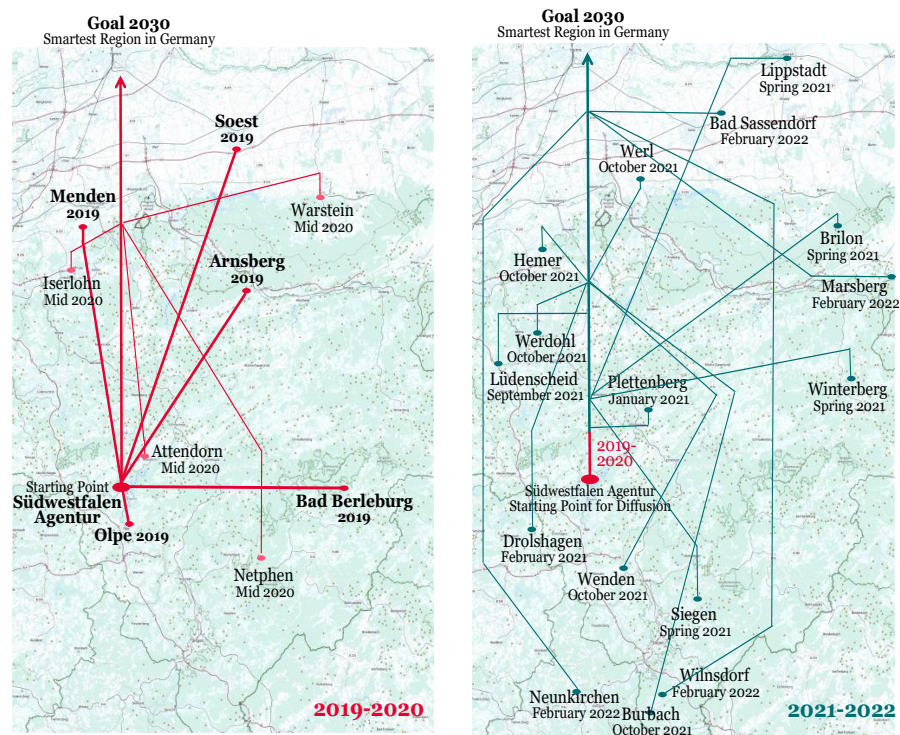 Goal 2030
Smartest Region in Germany
Soest
2019
Menden
2019
Warstein
Mid 2020
Arnsberg
2019
Iserlohn
Mid 2020
Attendorn
Mid 2020
Starting Point
Südwestfalen
Agentur
Bad Berleburg
2019
Olpe 2019
Netphen
Mid 2020
2019-2020
Goal 2030
Smartest Region in Germany
Lippstadt
Spring 2021
Bad Sassendorf
February 2022
Werl
October 2021
Brilon
Spring 2021
Hemer
October 2021
Marsberg
February 2022
Werdohl
October 2021
Lüdenscheid
September 2021
Plettenberg
January 2021
Winterberg
Spring 2021
2019-
2020
Südwestfalen Agentur
Starting Point for Diffusion
Drolshagen
February 2021
Wenden
October 2021
Siegen
Spring 2021
Wilnsdorf
February 2022
Neunkirchen
February 2022
Burbach
October 2021
2021-2022